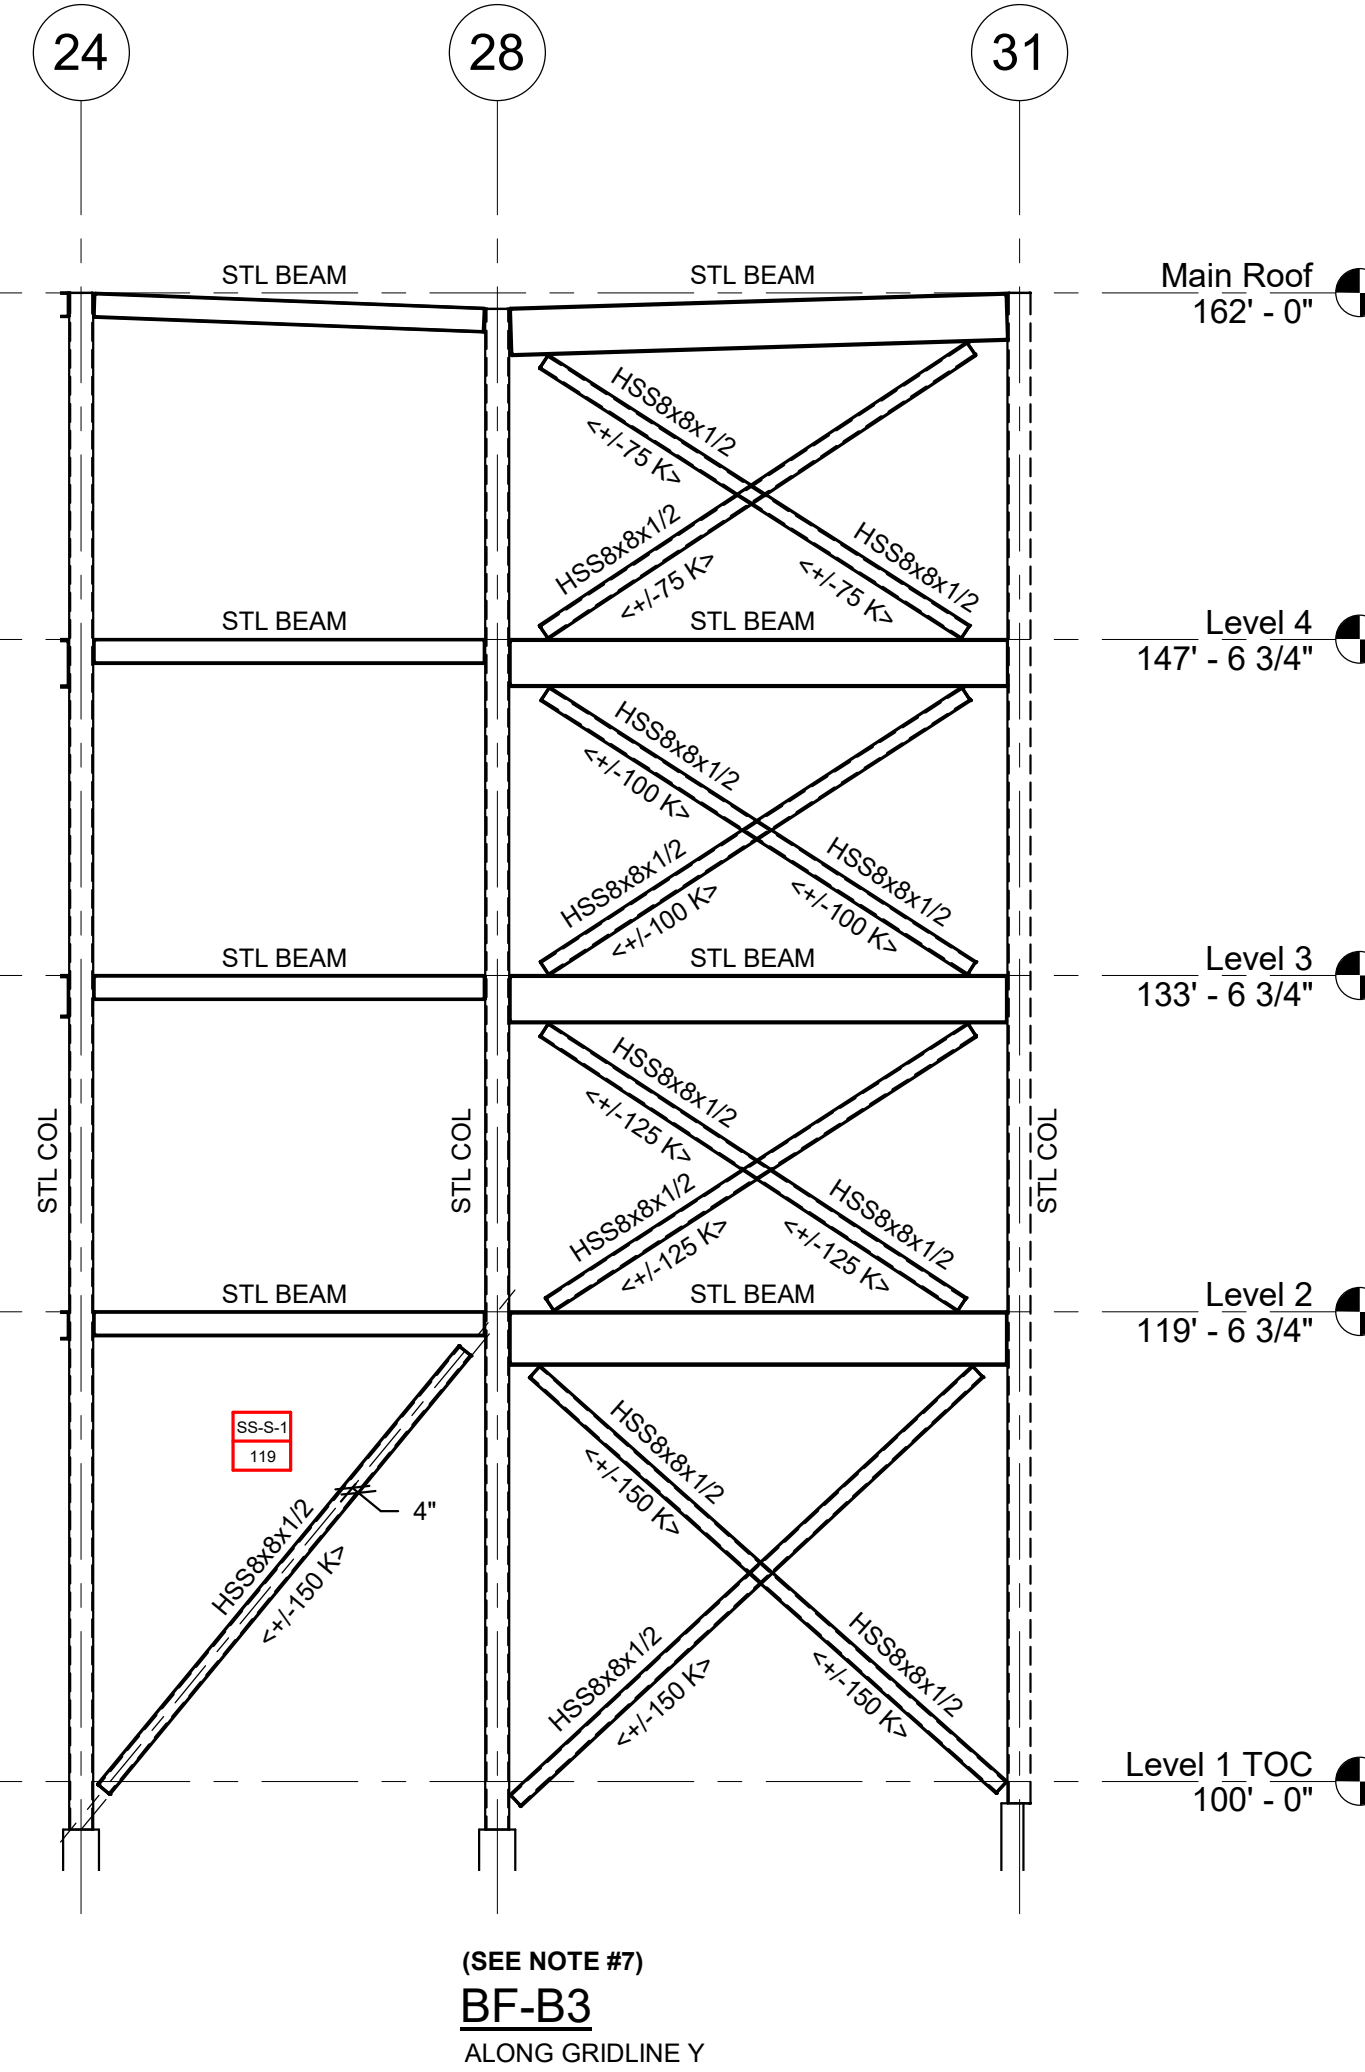 24
28
31
STL BEAM
STL BEAM
Main Roof
162' - 0"
HSS8x8x1/2
<+/-75 K>
HSS8x8x1/2
<+/-75 K>
HSS8x8x1/2
<+/-75 K>
STL BEAM
STL BEAM
Level 4
147' - 6 3/4"
HSS8x8x1/2
<+/-100 K>
HSS8x8x1/2
<+/-100 K>
HSS8x8x1/2
<+/-100 K>
STL BEAM
STL BEAM
Level 3
133' - 6 3/4"
HSS8x8x1/2
<+/-125 K>
HSS8x8x1/2
<+/-125 K>
HSS8x8x1/2
<+/-125 K>
STL COL
STL COL
STL COL
STL BEAM
STL BEAM
Level 2
119' - 6 3/4"
SS-S-1
119
4"
HSS8x8x1/2
<+/-150 K>
HSS8x8x1/2
<+/-150 K>
HSS8x8x1/2
<+/-150 K>
HSS8x8x1/2
<+/-150 K>
Level 1 TOC
100' - 0"
(SEE NOTE #7)
BF-B3
ALONG GRIDLINE Y